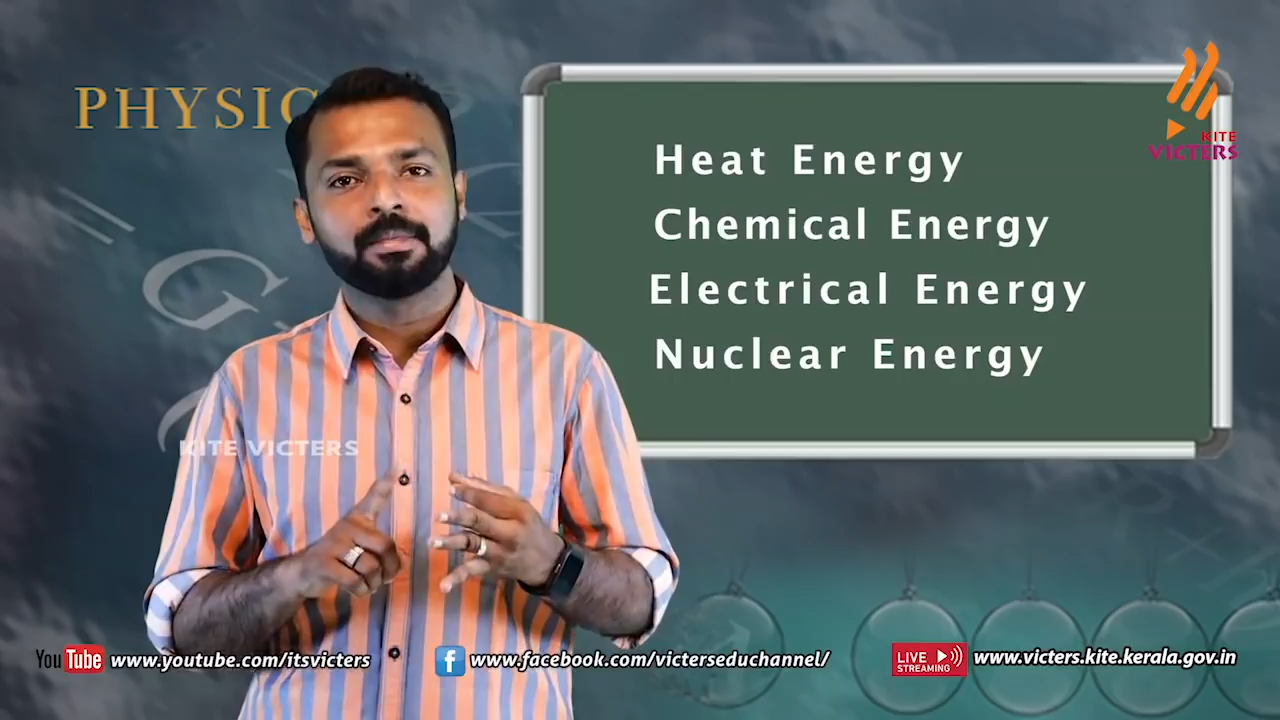 PHYSIC
KITE
VICTERS
Heat Energy
Chemical Energy
Electrical Energy
Nuclear Energy
G
KITE VICTERS
YouTube www.youtube.com/itsvicters
f www.facebook.com/victerseduchannel/
LIVE
STREAMING
www.victers.kite.kerala.gov.in